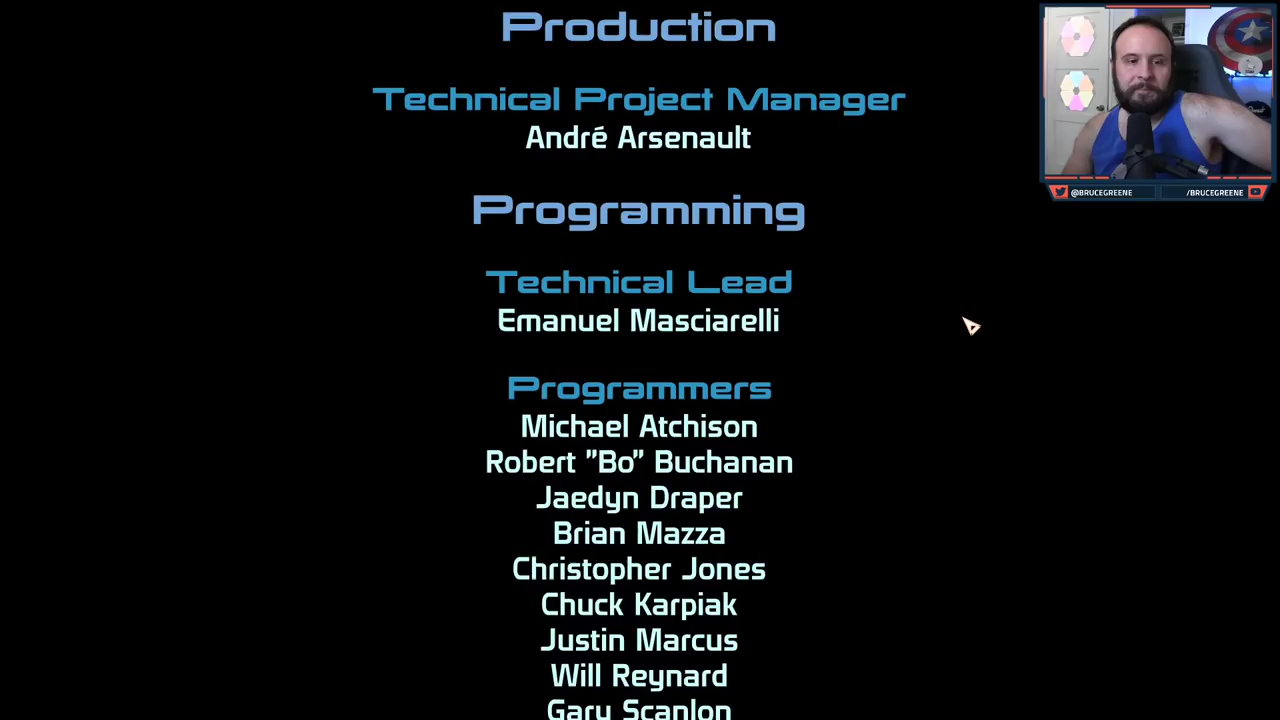 Production
Technical Project Manager
André Arsenault
Programming
Technical Lead
Emanuel Masciarelli
Programmers
Michael Atchison
Robert "Bo" Buchanan
Jaedyn Draper
Brian Mazza
Christopher Jones
Chuck Karpiak
Justin Marcus
Will Reynard
Gary Scanlon
@BRUCEGREENE
/BRUCEGREENE